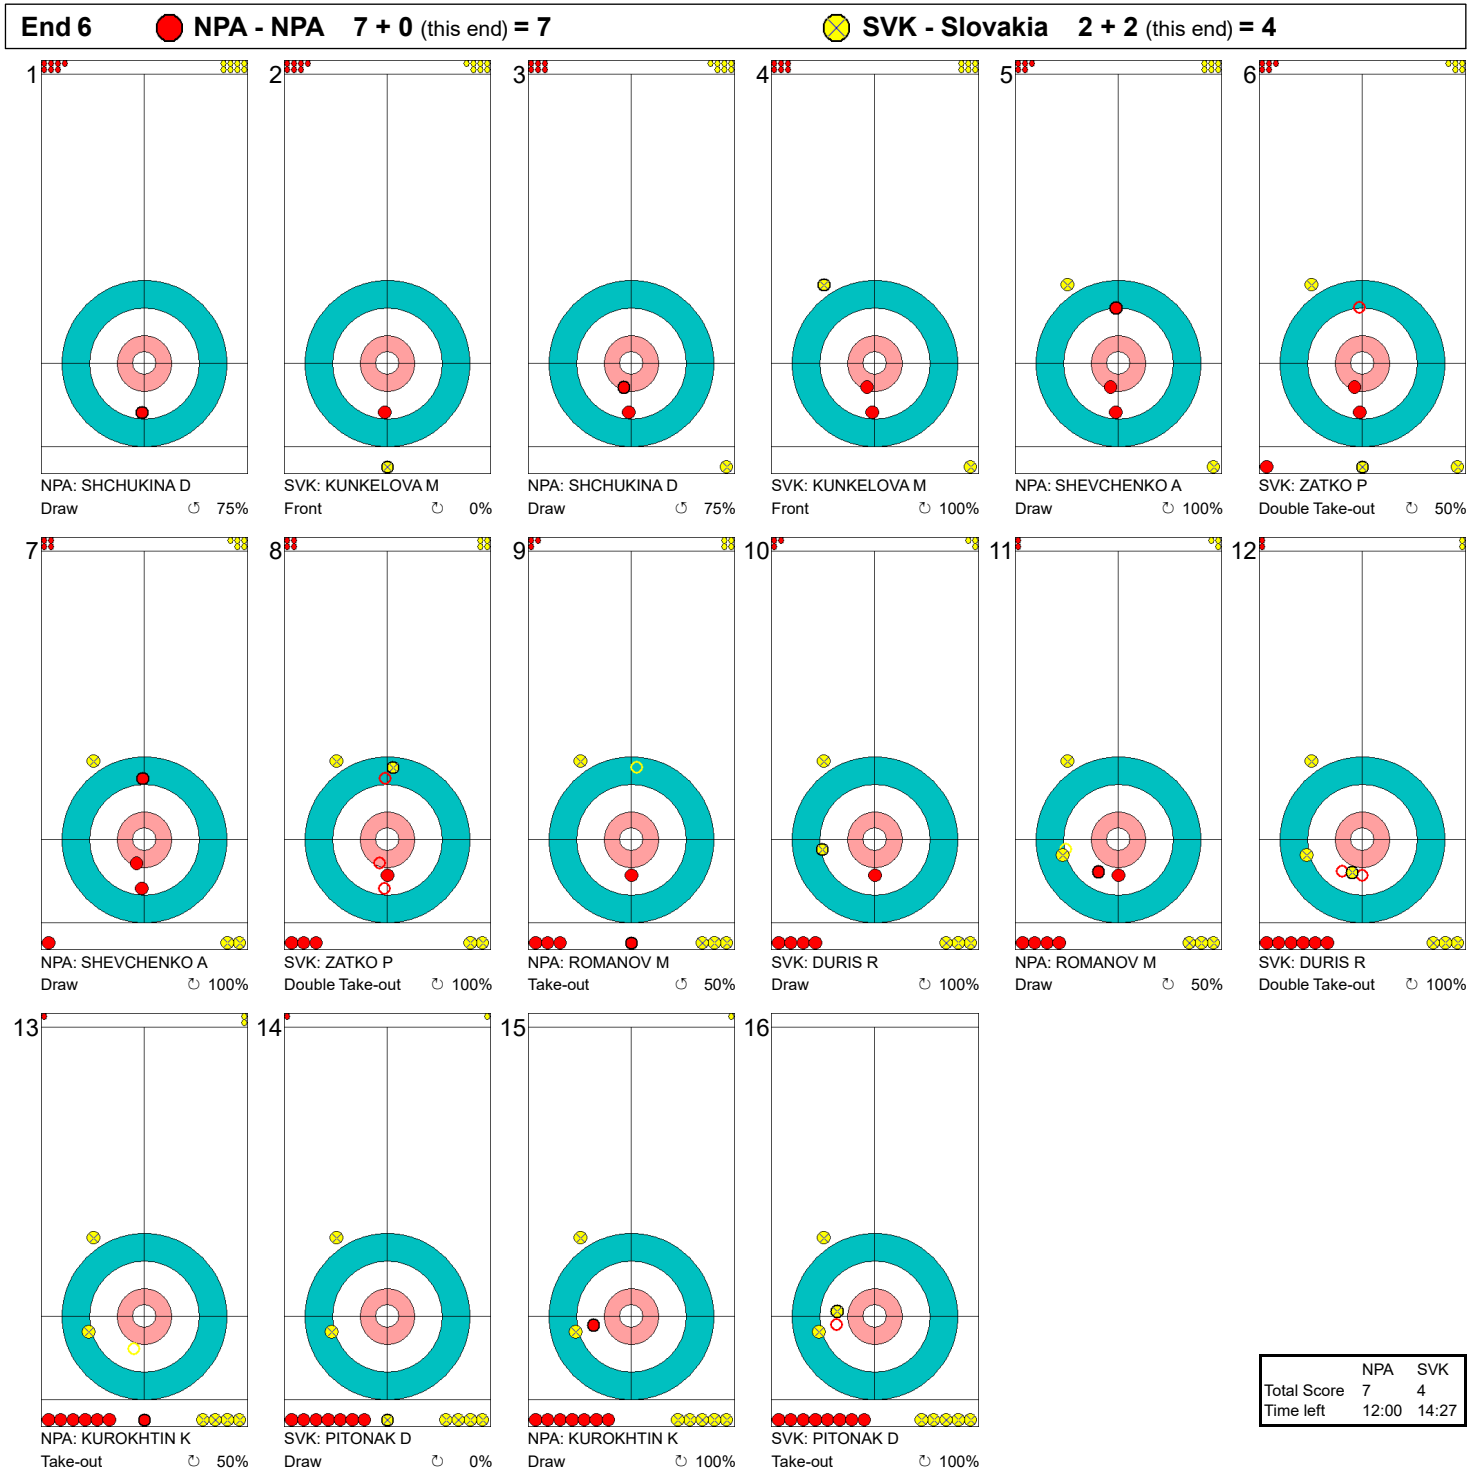 End 6 NPA - NPA 7 + 0 (this end) = 7 SVK - Slovakia 2 + 2 (this end) = 4
1 2 3 4 5 6
NPA: SHCHUKINA D SVK: KUNKELOVA M NPA: SHCHUKINA D SVK: KUNKELOVA M NPA: SHEVCHENKO A SVK: ZATKO P
Draw 75% Front 0% Draw 75% Front 100% Draw 100% Double Take-out 50%
7 8 9 10 11 12
NPA: SHEVCHENKO A SVK: ZATKO P NPA: ROMANOV M SVK: DURIS R NPA: ROMANOV M SVK: DURIS R
Draw 100% Double Take-out 100% Take-out 50% Draw 100% Draw 50% Double Take-out 100%
13 14 15 16
NPA: KUROKHTIN K SVK: PITONAK D NPA: KUROKHTIN K SVK: PITONAK D
Take-out 50% Draw 0% Draw 100% Take-out 100%
NPA SVK
Total Score 7 4
Time left 12:00 14:27